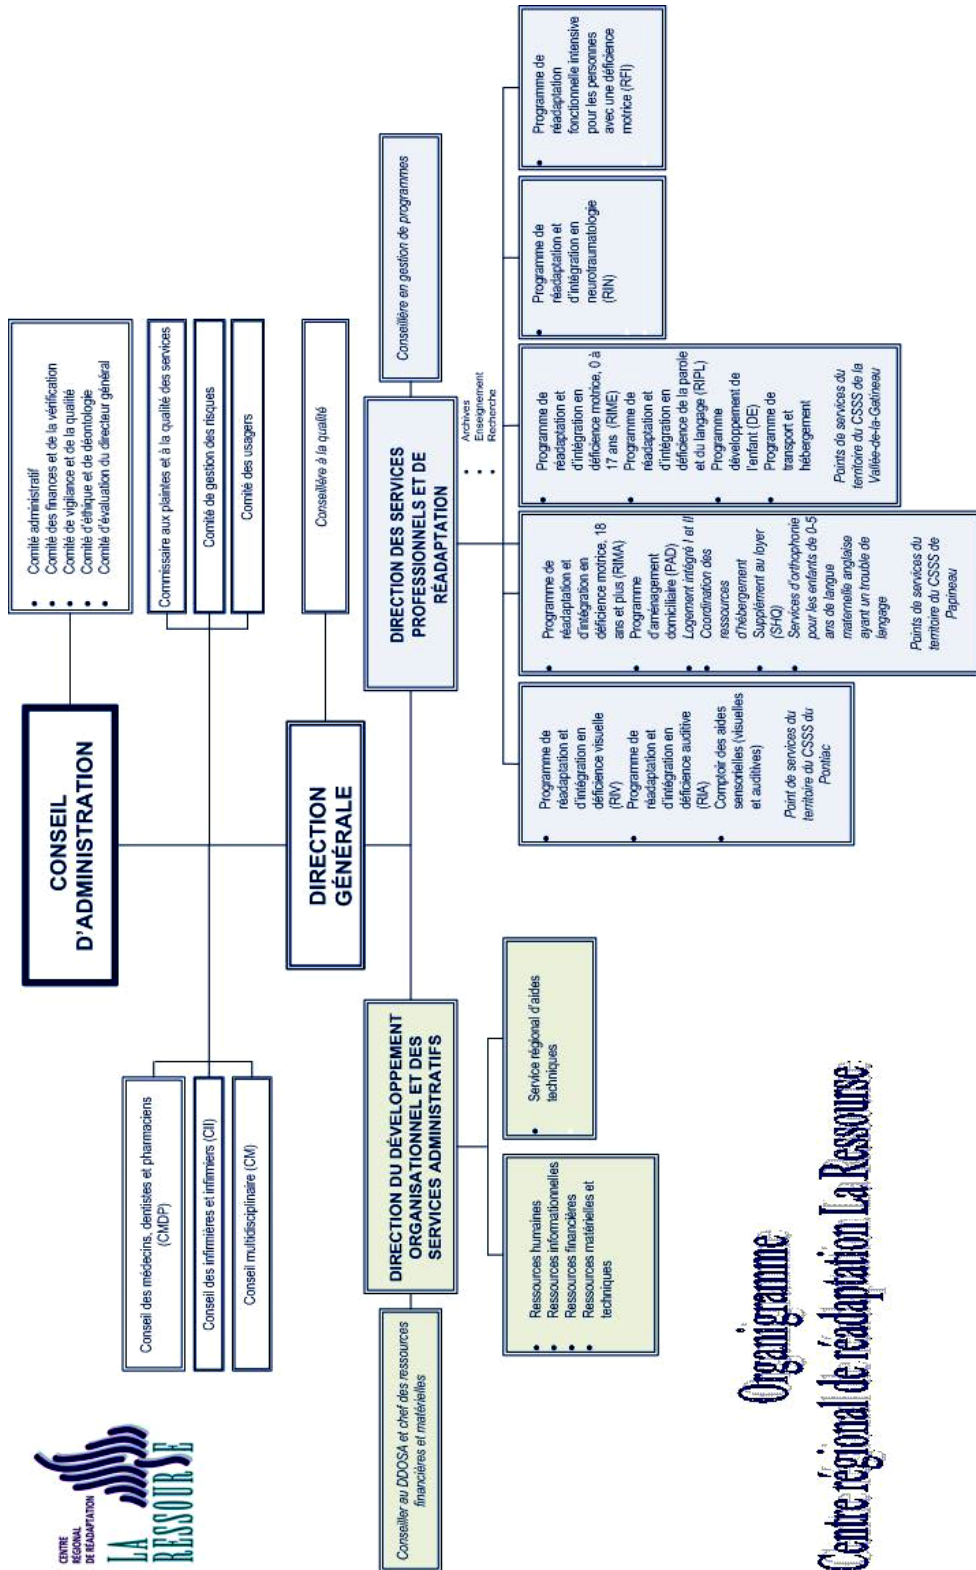 CENTRE
RÉGIONAL
DE RÉADAPTATION
LA
RESSOURSE
Conseil des médecins, dentistes et pharmaciens
(CMDP)
Conseil des infirmières et infirmiers (CII)
Conseil multidisciplinaire (CM)
CONSEIL
D'ADMINISTRATION
• Comité administratif
• Comité des finances et de la vérification
• Comité de vigilance et de la qualité
• Comité d'éthique et de déontologie
• Comité d'évaluation du directeur général
Commissaire aux plaintes et à la qualité des services
Comité de gestion des risques
Comité des usagers
DIRECTION
GÉNÉRALE
Conseillère à la qualité
Conseiller au DDOSA et chef des ressources
financières et matérielles
DIRECTION DU DÉVELOPPEMENT
ORGANISATIONNEL ET DES
SERVICES ADMINISTRATIFS
DIRECTION DES SERVICES
PROFESSIONNELS ET DE
RÉADAPTATION
Conseillère en gestion de programmes
• Archives
• Enseignement
• Recherche
• Ressources humaines
• Ressources informationnelles
• Ressources financières
• Ressources matérielles et
techniques
• Service régional d'aides
techniques
• Programme de
réadaptation et
d'intégration en
déficience visuelle
(RIV)
• Programme de
réadaptation et
d'intégration en
déficience auditive
(RIA)
• Comptoir des aides
sensorielles (visuelles
et auditives)
Point de services du
territoire du CSSS du
Pontiac
• Programme de
réadaptation et
d'intégration en
déficience motrice, 18
ans et plus (RIMA)
• Programme
d'aménagement
domiciliaire (PAD)
• Logement intégré I et II
• Coordination des
ressources
d'hébergement
Supplément au loyer
(SHQ)
• Services d'orthophonie
pour les enfants de 0-5
ans de langue
maternelle anglaise
ayant un trouble de
langage
Points de services du
territoire du CSSS de
Papineau
• Programme de
réadaptation et
d'intégration en
déficience motrice, 0 à
17 ans (RIME)
• Programme de
réadaptation et
d'intégration en
déficience de la parole
et du langage (RIPL)
• Programme
développement de
l'enfant (DE)
• Programme de
transport et
hébergement
Points de services du
territoire du CSSS de la
Vallée-de-la-Gatineau
• Programme de
réadaptation et
d'intégration en
neurotraumatologie
(RIN)
• Programme de
réadaptation
fonctionnelle intensive
pour les personnes
avec une déficience
motrice (RFI)
Organigramme
Centre régional de réadaptation La Ressourse